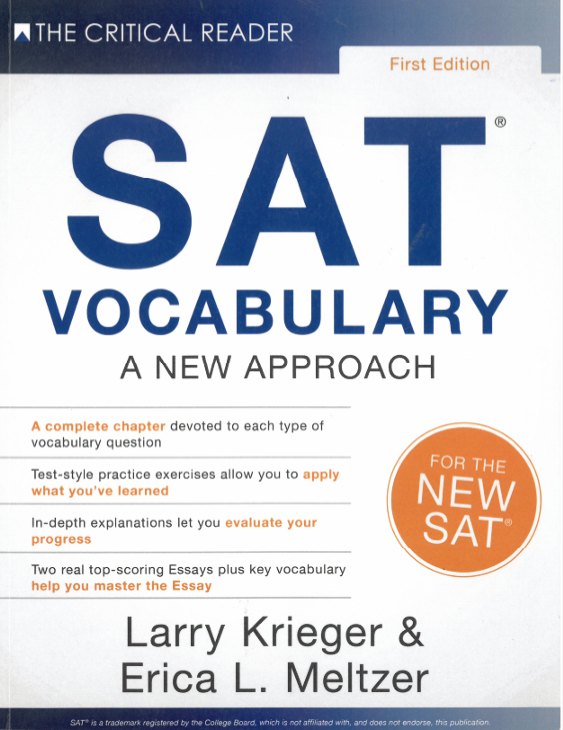 THE CRITICAL READER
First Edition
SAT®
VOCABULARY
A NEW APPROACH
A complete chapter devoted to each type of
vocabulary question
Test-style practice exercises allow you to apply
what you've learned
In-depth explanations let you evaluate your
progress
Two real top-scoring Essays plus key vocabulary
help you master the Essay
FOR THE
NEW
SAT®
Larry Krieger &
Erica L. Meltzer
SAT® is a trademark registered by the College Board, which is not affiliated with, and does not endorse, this publication.